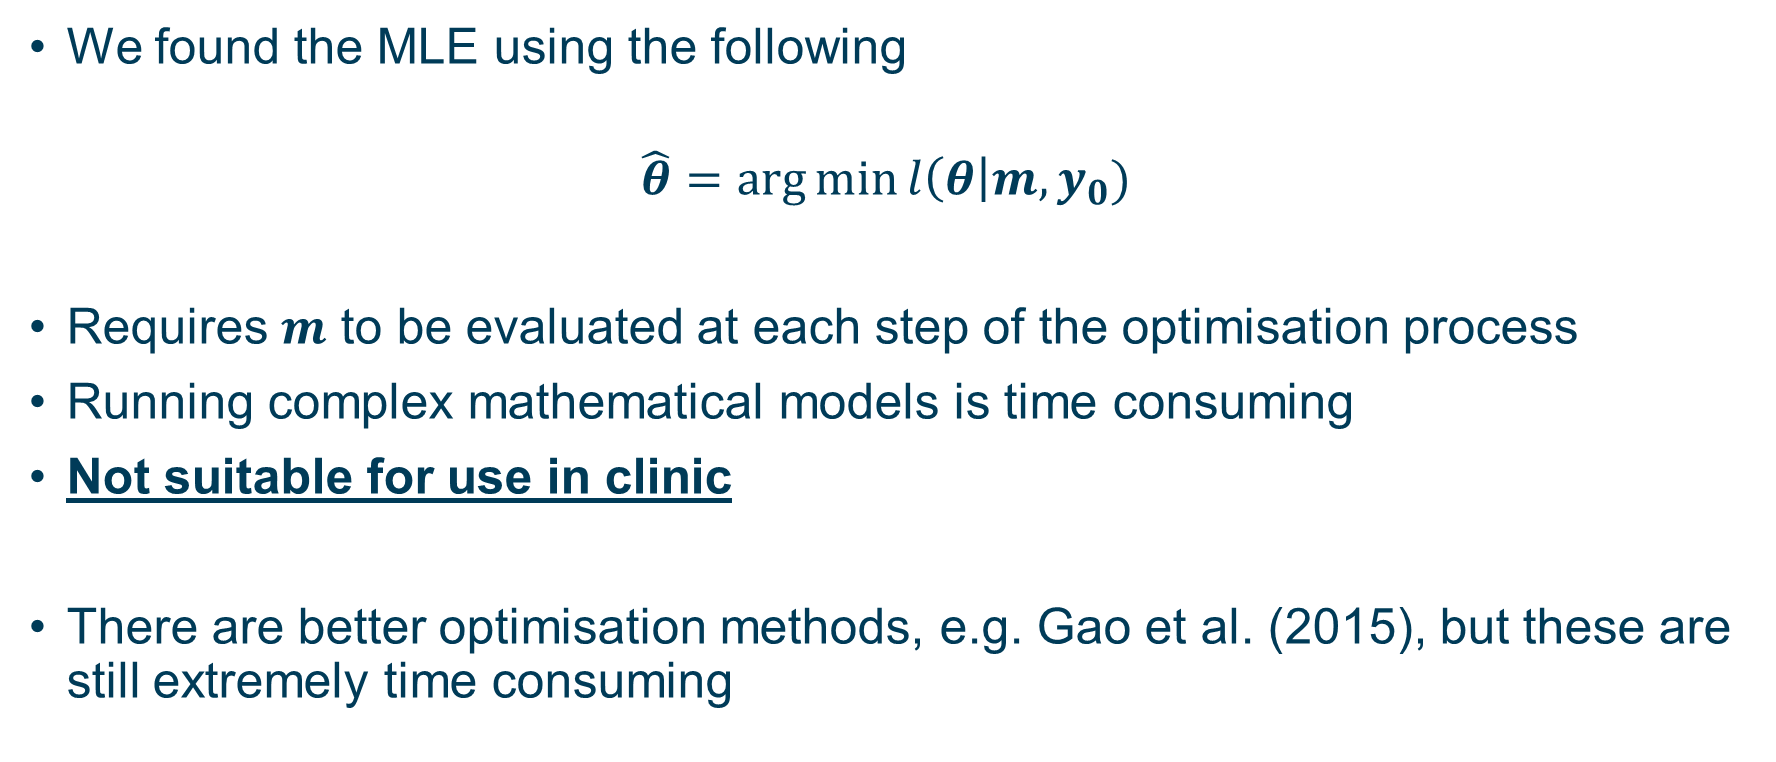 • We found the MLE using the following
𝜽̂ = arg min 𝑙(𝜽|𝒎, 𝒚𝟎)
• Requires 𝒎 to be evaluated at each step of the optimisation process
• Running complex mathematical models is time consuming
• Not suitable for use in clinic
• There are better optimisation methods, e.g. Gao et al. (2015), but these are
still extremely time consuming